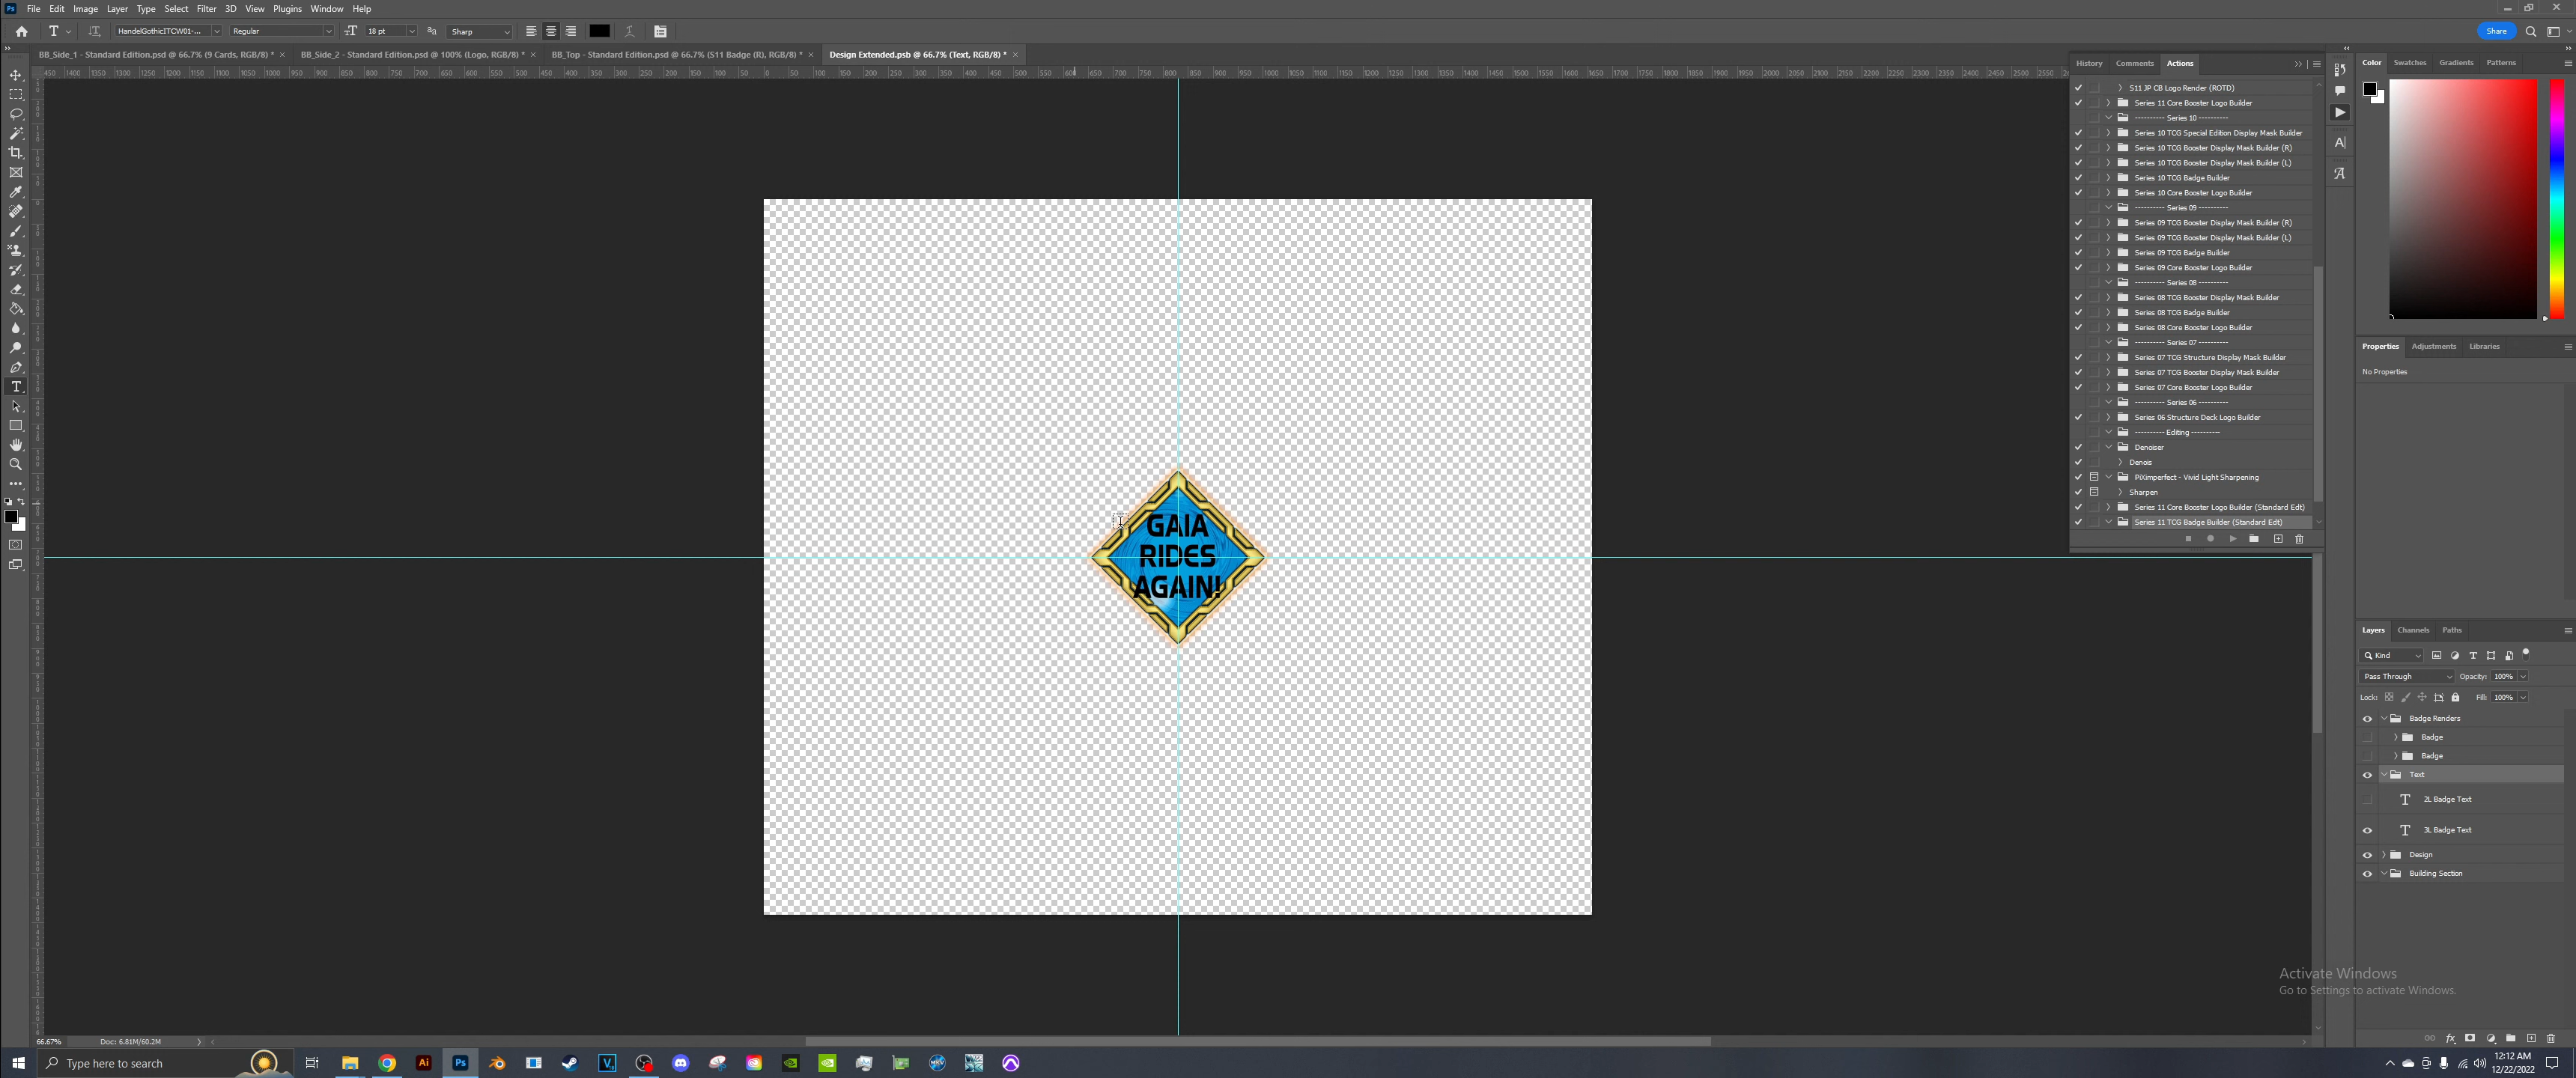 File Edit Image Layer Type Select Filter 3D View Plugins Window Help
HandelGothicITCW01-... Regular 18 pt Sharp Share
BB_Side_1 - Standard Edition.psd @ 66.7% (9 Cards, RGB/8) * BB_Side_2 - Standard Edition.psd @ 100% (Logo, RGB/8) * BB_Top - Standard Edition.psd @ 66.7% (S11 Badge (R), RGB/8) * Design Extended.psb @ 66.7% (Text, RGB/8) *
History Comments Actions
S11 JP CB Logo Render (ROTD)
Series 11 Core Booster Logo Builder
---------- Series 10 ----------
Series 10 TCG Special Edition Display Mask Builder
Series 10 TCG Booster Display Mask Builder (R)
Series 10 TCG Booster Display Mask Builder (L)
Series 10 TCG Badge Builder
Series 10 Core Booster Logo Builder
---------- Series 09 ----------
Series 09 TCG Booster Display Mask Builder (R)
Series 09 TCG Booster Display Mask Builder (L)
Series 09 TCG Badge Builder
Series 09 Core Booster Logo Builder
---------- Series 08 ----------
Series 08 TCG Booster Display Mask Builder
Series 08 TCG Badge Builder
Series 08 Core Booster Logo Builder
---------- Series 07 ----------
Series 07 TCG Structure Display Mask Builder
Series 07 TCG Booster Display Mask Builder
Series 07 Core Booster Logo Builder
---------- Series 06 ----------
Series 06 Structure Deck Logo Builder
---------- Editing ----------
Denoiser
Denois
PiXimperfect - Vivid Light Sharpening
Sharpen
Series 11 Core Booster Logo Builder (Standard Edt)
Series 11 TCG Badge Builder (Standard Edt)
Color Swatches Gradients Patterns
Properties Adjustments Libraries
No Properties
GAIA
RIDES
AGAIN!
Layers Channels Paths
Kind
Pass Through Opacity: 100%
Lock: Fill: 100%
Badge Renders
Badge
Badge
Text
2L Badge Text
3L Badge Text
Design
Building Section
Activate Windows
Go to Settings to activate Windows.
66.67% Doc: 6.81M/60.2M
Type here to search
12:12 AM
12/22/2022